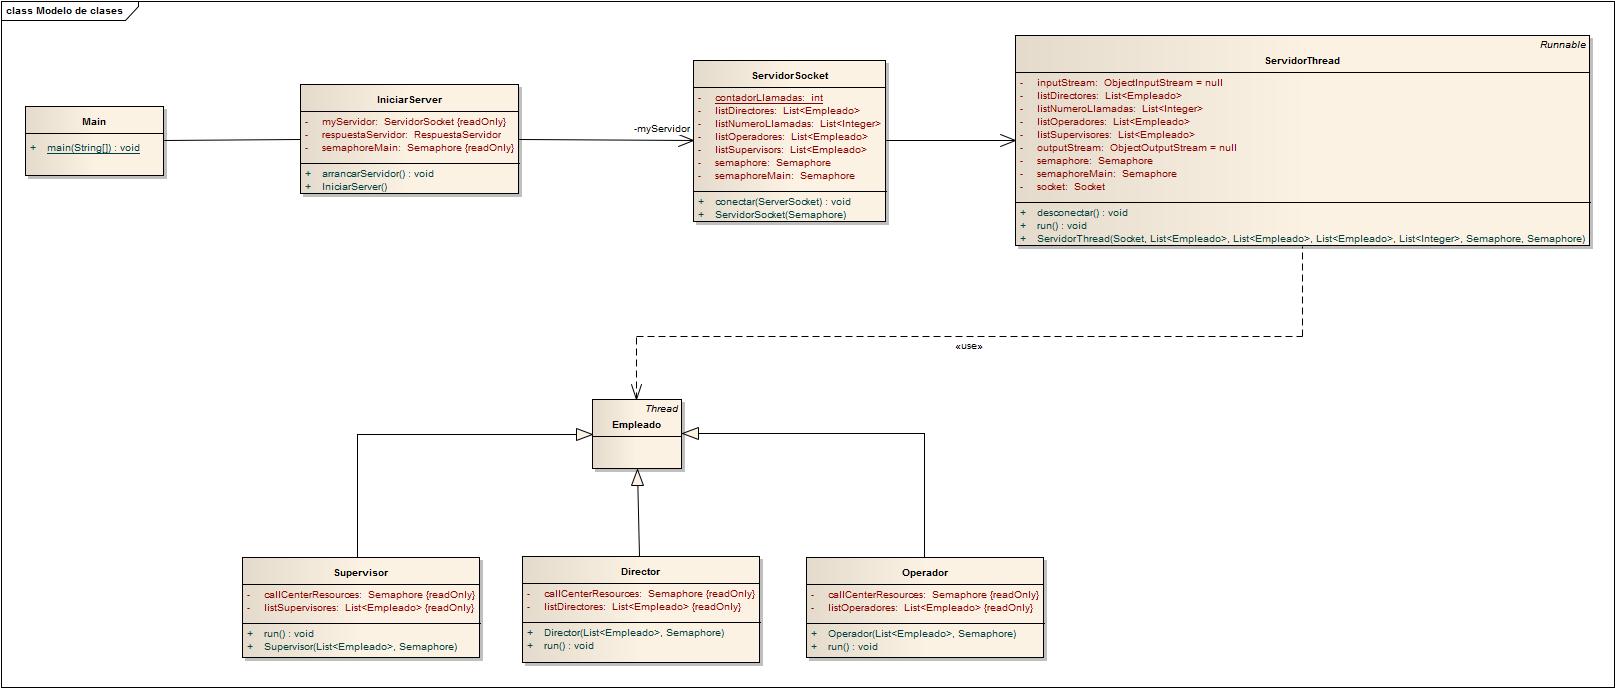 class Modelo de clases
Main
+ main(String[]) : void
IniciarServer
- myServidor: ServidorSocket {readOnly}
- respuestaServidor: RespuestaServidor
- semaphoreMain: Semaphore {readOnly}
+ arrancarServidor() : void
+ IniciarServer()
-myServidor
ServidorSocket
- contadorLlamadas: int
- listDirectores: List<Empleado>
- listNumeroLlamadas: List<Integer>
- listOperadores: List<Empleado>
- listSupervisors: List<Empleado>
- semaphore: Semaphore
- semaphoreMain: Semaphore
+ conectar(ServerSocket) : void
+ ServidorSocket(Semaphore)
Runnable
ServidorThread
- inputStream: ObjectInputStream = null
- listDirectores: List<Empleado>
- listNumeroLlamadas: List<Integer>
- listOperadores: List<Empleado>
- listSupervisores: List<Empleado>
- outputStream: ObjectOutputStream = null
- semaphore: Semaphore
- semaphoreMain: Semaphore
- socket: Socket
+ desconectar() : void
+ run() : void
+ ServidorThread(Socket, List<Empleado>, List<Empleado>, List<Empleado>, List<Integer>, Semaphore, Semaphore)
«use»
Thread
Empleado
Supervisor
- callCenterResources: Semaphore {readOnly}
- listSupervisores: List<Empleado> {readOnly}
+ run() : void
+ Supervisor(List<Empleado>, Semaphore)
Director
- callCenterResources: Semaphore {readOnly}
- listDirectores: List<Empleado> {readOnly}
+ Director(List<Empleado>, Semaphore)
+ run() : void
Operador
- callCenterResources: Semaphore {readOnly}
- listOperadores: List<Empleado> {readOnly}
+ Operador(List<Empleado>, Semaphore)
+ run() : void